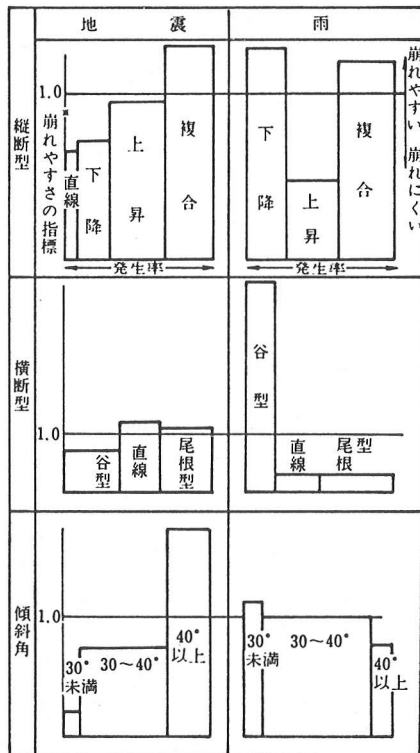 地震
雨
縦断型
1.0
崩れやすさの指標
直線
下降
上昇
複合
発生率
下降
上昇
複合
発生率
崩れやすい
崩れにくい
横断型
1.0
谷型
直線
尾根型
谷型
直線
尾根型
傾斜角
1.0
30°未満
30～40°
40°以上
30°未満
30～40°
40°以上